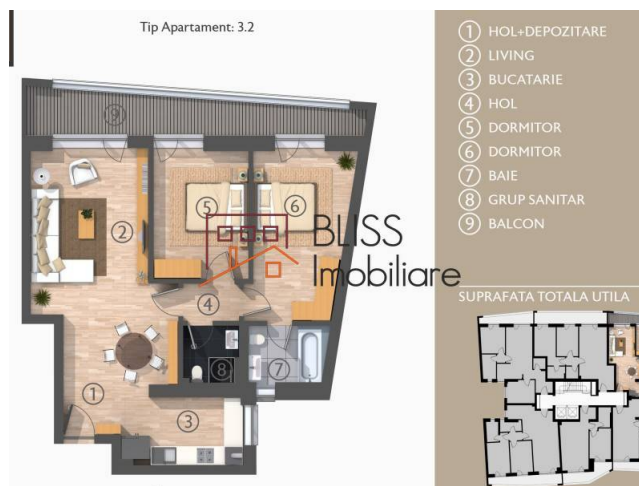 Tip Apartament: 3.2
1 HOL+DEPOZITARE
2 LIVING
3 BUCATARIE
4 HOL
5 DORMITOR
6 DORMITOR
7 BAIE
8 GRUP SANITAR
9 BALCON
SUPRAFATA TOTALA UTILA
9
2
5
6
BLISS
Imobiliare
4
8
7
1
3